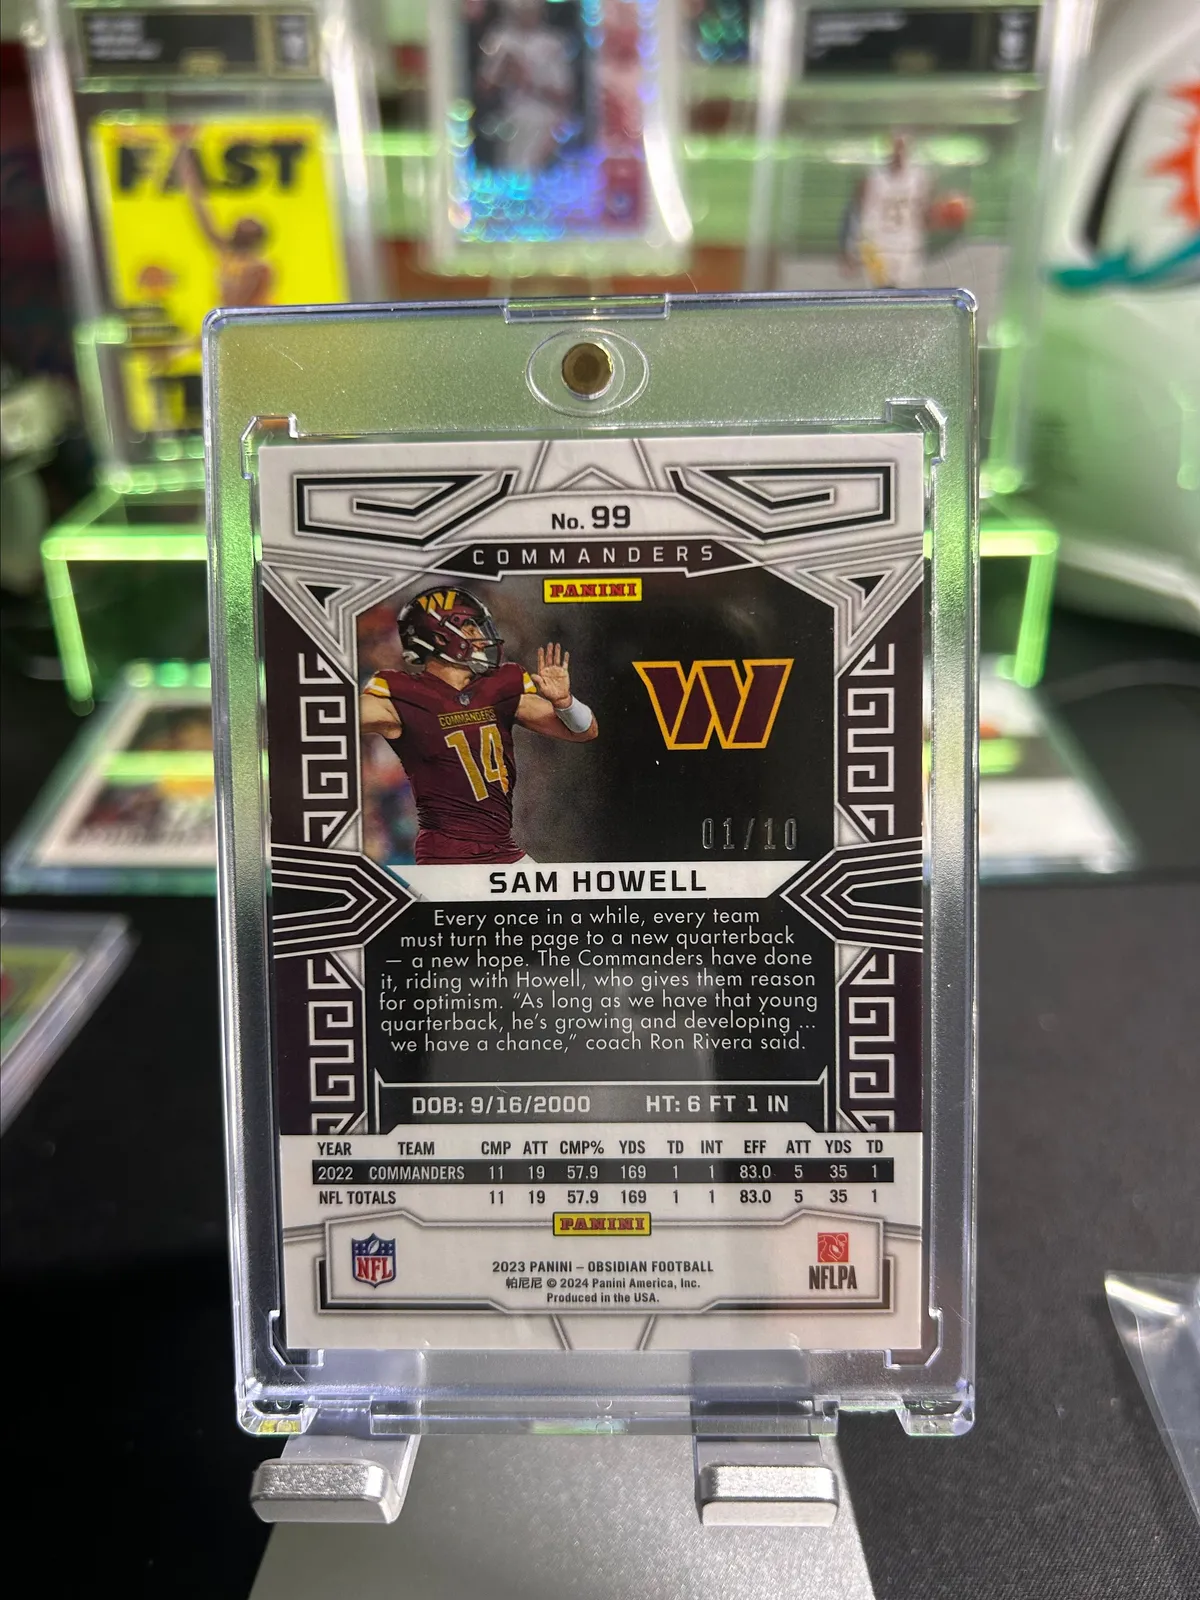 FAST
No. 99
COMMANDERS
PANINI
COMMANDERS
14
01/10
SAM HOWELL
Every once in a while, every team
must turn the page to a new quarterback
— a new hope. The Commanders have done
it, riding with Howell, who gives them reason
for optimism. “As long as we have that young
quarterback, he’s growing and developing ...
we have a chance,” coach Ron Rivera said.
DOB: 9/16/2000 HT: 6 FT 1 IN
YEAR TEAM CMP ATT CMP% YDS TD INT EFF ATT YDS TD
2022 COMMANDERS 11 19 57.9 169 1 1 83.0 5 35 1
NFL TOTALS 11 19 57.9 169 1 1 83.0 5 35 1
PANINI
NFL
2023 PANINI – OBSIDIAN FOOTBALL
帕尼尼 © 2024 Panini America, Inc.
Produced in the USA.
NFLPA